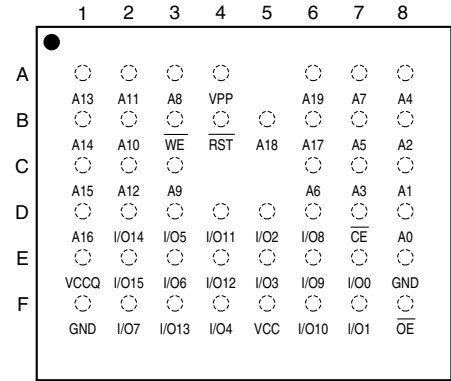 1 2 3 4 5 6 7 8
A
A13 A11 A8 VPP A19 A7 A4
B
A14 A10 WE RST A18 A17 A5 A2
C
A15 A12 A9 A6 A3 A1
D
A16 I/O14 I/O5 I/O11 I/O2 I/O8 CE A0
E
VCCQ I/O15 I/O6 I/O12 I/O3 I/O9 I/O0 GND
F
GND I/O7 I/O13 I/O4 VCC I/O10 I/O1 OE